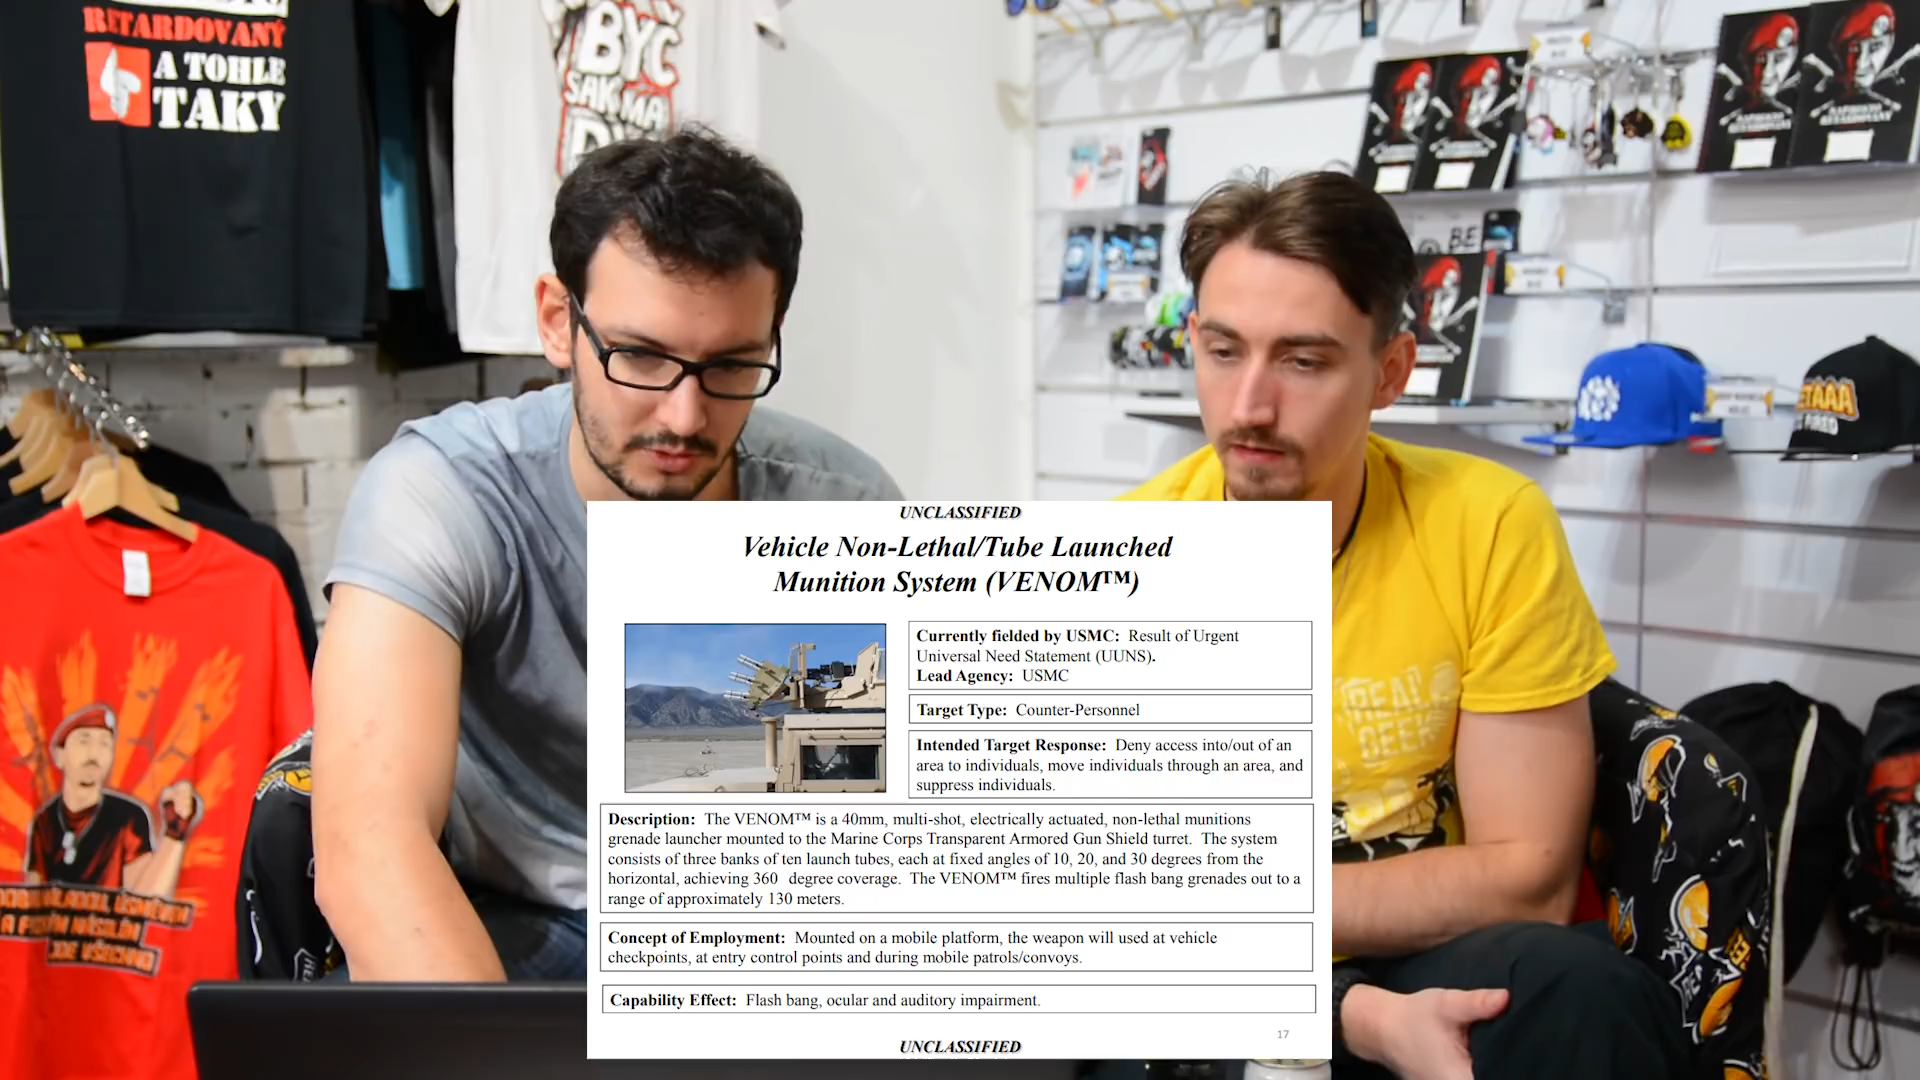 RETARDOVANÝ
A TOHLE
TAKY
BÝČ
SAKMA
BE
REAL
GEEK
UNCLASSIFIED
Vehicle Non-Lethal/Tube Launched
Munition System (VENOM™)
Currently fielded by USMC: Result of Urgent
Universal Need Statement (UUNS).
Lead Agency: USMC
Target Type: Counter-Personnel
Intended Target Response: Deny access into/out of an
area to individuals, move individuals through an area, and
suppress individuals.
Description: The VENOM™ is a 40mm, multi-shot, electrically actuated, non-lethal munitions
grenade launcher mounted to the Marine Corps Transparent Armored Gun Shield turret. The system
consists of three banks of ten launch tubes, each at fixed angles of 10, 20, and 30 degrees from the
horizontal, achieving 360 degree coverage. The VENOM™ fires multiple flash bang grenades out to a
range of approximately 130 meters.
Concept of Employment: Mounted on a mobile platform, the weapon will used at vehicle
checkpoints, at entry control points and during mobile patrols/convoys.
Capability Effect: Flash bang, ocular and auditory impairment.
17
UNCLASSIFIED